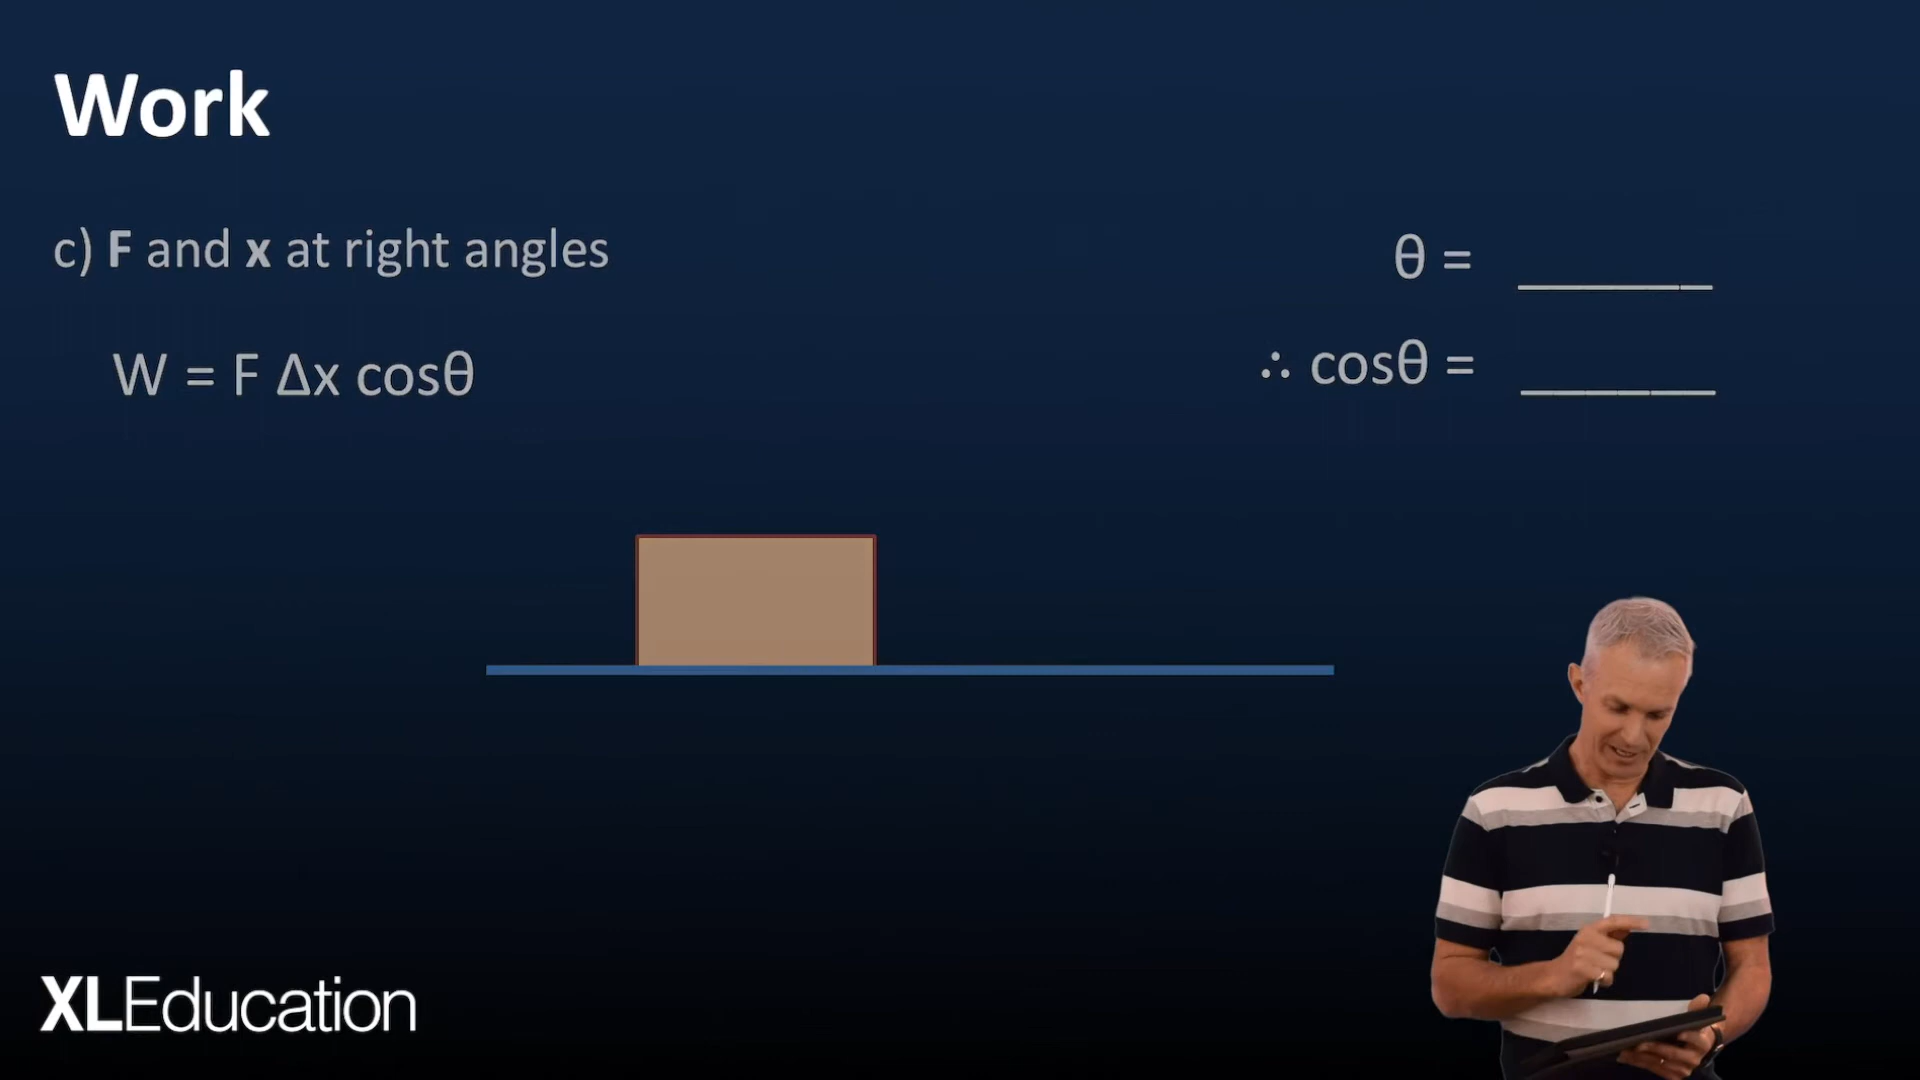 Work
c) F and x at right angles
θ = ______
W = F Δx cosθ
∴ cosθ = ______
XLEducation